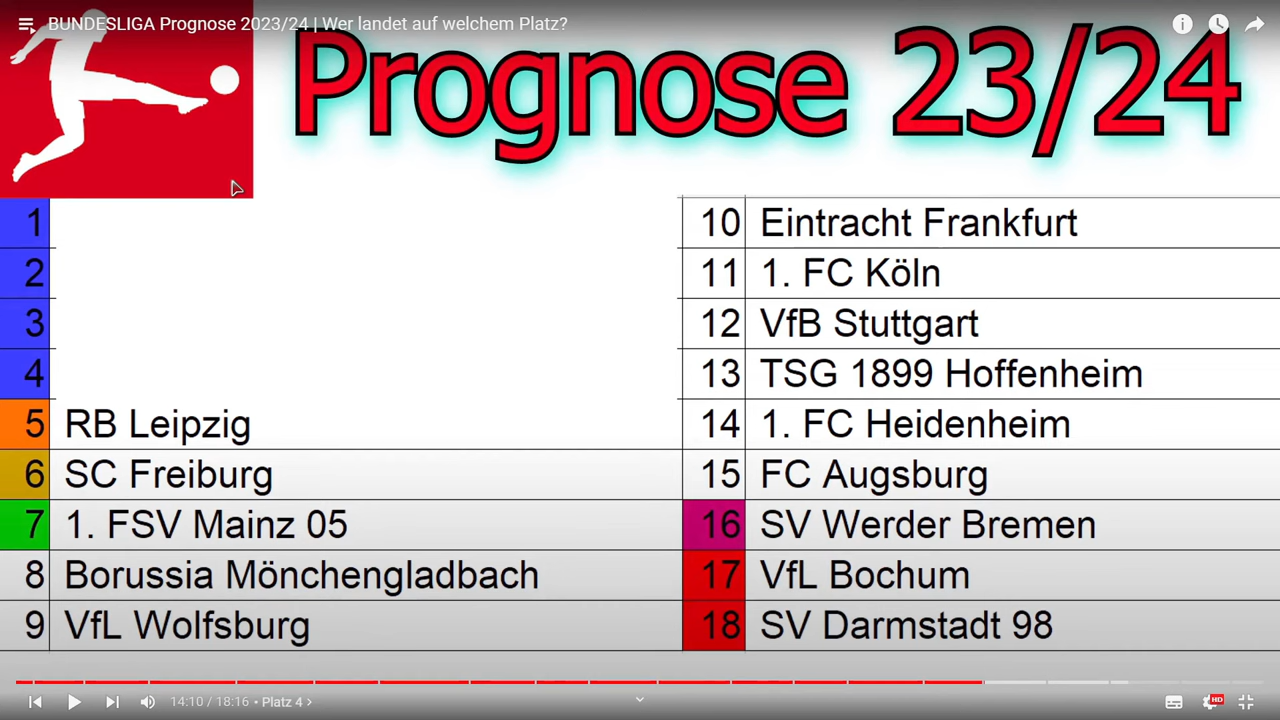 BUNDESLIGA Prognose 2023/24 | Wer landet auf welchem Platz?
Prognose 23/24
1
2
3
4
5 RB Leipzig
6 SC Freiburg
7 1. FSV Mainz 05
8 Borussia Mönchengladbach
9 VfL Wolfsburg
10 Eintracht Frankfurt
11 1. FC Köln
12 VfB Stuttgart
13 TSG 1899 Hoffenheim
14 1. FC Heidenheim
15 FC Augsburg
16 SV Werder Bremen
17 VfL Bochum
18 SV Darmstadt 98
14:10 / 18:16 • Platz 4
HD